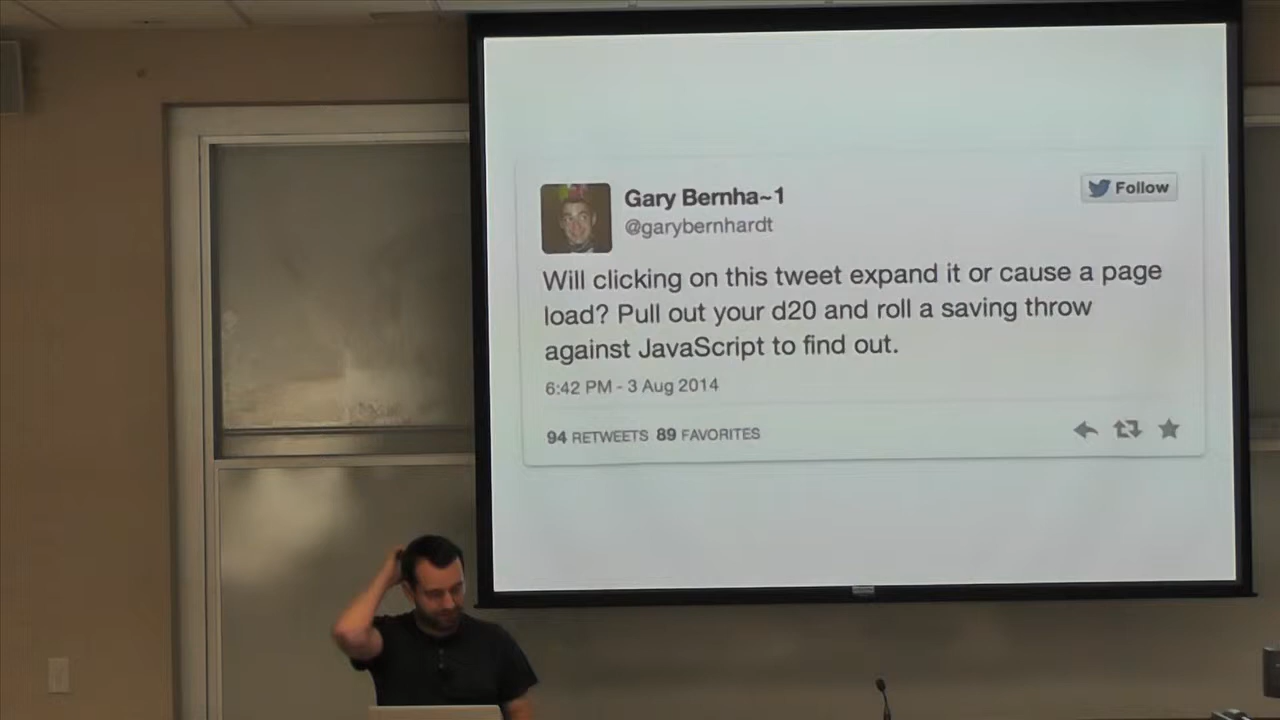 Gary Bernha~1
Follow
@garybernhardt
Will clicking on this tweet expand it or cause a page
load? Pull out your d20 and roll a saving throw
against JavaScript to find out.
6:42 PM - 3 Aug 2014
94 RETWEETS 89 FAVORITES